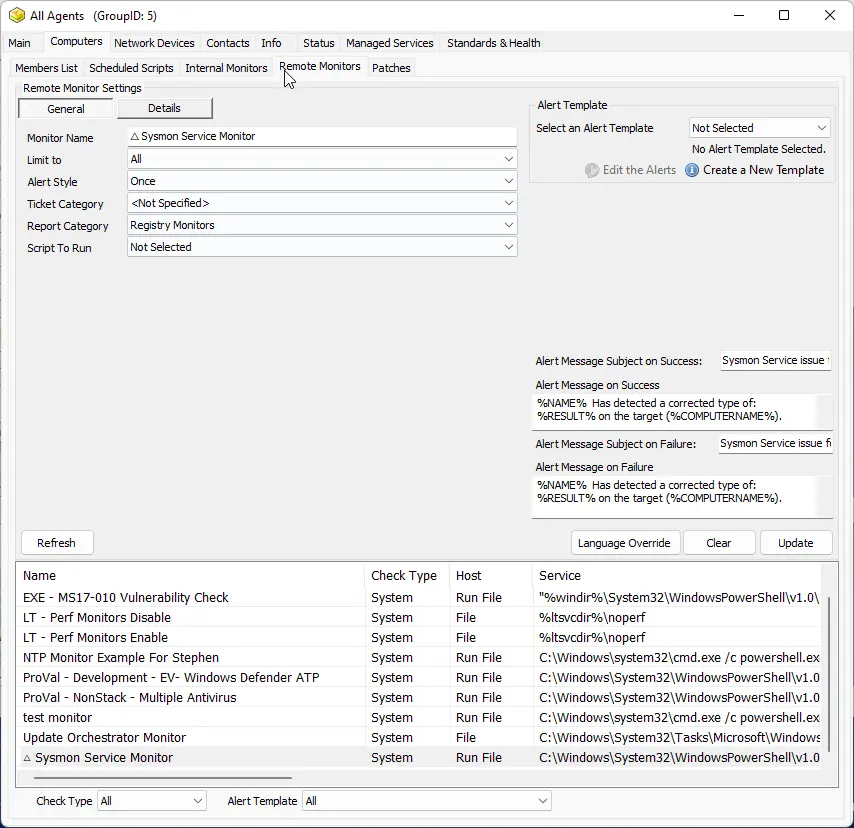 All Agents (GroupID: 5)
Main Computers Network Devices Contacts Info Status Managed Services Standards & Health
Members List Scheduled Scripts Internal Monitors Remote Monitors Patches
Remote Monitor Settings
General Details
Monitor Name △ Sysmon Service Monitor
Limit to All
Alert Style Once
Ticket Category <Not Specified>
Report Category Registry Monitors
Script To Run Not Selected
Alert Template
Select an Alert Template Not Selected
No Alert Template Selected.
Edit the Alerts Create a New Template
Alert Message Subject on Success: Sysmon Service issue
Alert Message on Success
%NAME% Has detected a corrected type of:
%RESULT% on the target (%COMPUTERNAME%).
Alert Message Subject on Failure: Sysmon Service issue
Alert Message on Failure
%NAME% Has detected a corrected type of:
%RESULT% on the target (%COMPUTERNAME%).
Refresh Language Override Clear Update
Name Check Type Host Service
EXE - MS17-010 Vulnerability Check System Run File "%windir%\System32\WindowsPowerShell\v1.0\
LT - Perf Monitors Disable System File %ltsvcdir%\noperf
LT - Perf Monitors Enable System File %ltsvcdir%\noperf
NTP Monitor Example For Stephen System Run File C:\Windows\system32\cmd.exe /c powershell.exe
ProVal - Development - EV- Windows Defender ATP System Run File C:\Windows\System32\WindowsPowerShell\v1.0
ProVal - NonStack - Multiple Antivirus System Run File C:\Windows\System32\WindowsPowerShell\v1.0
test monitor System Run File C:\Windows\system32\cmd.exe /c powershell.exe
Update Orchestrator Monitor System File C:\Windows\System32\Tasks\Microsoft\Windows
△ Sysmon Service Monitor System Run File C:\Windows\System32\WindowsPowerShell\v1.0
Check Type All Alert Template All